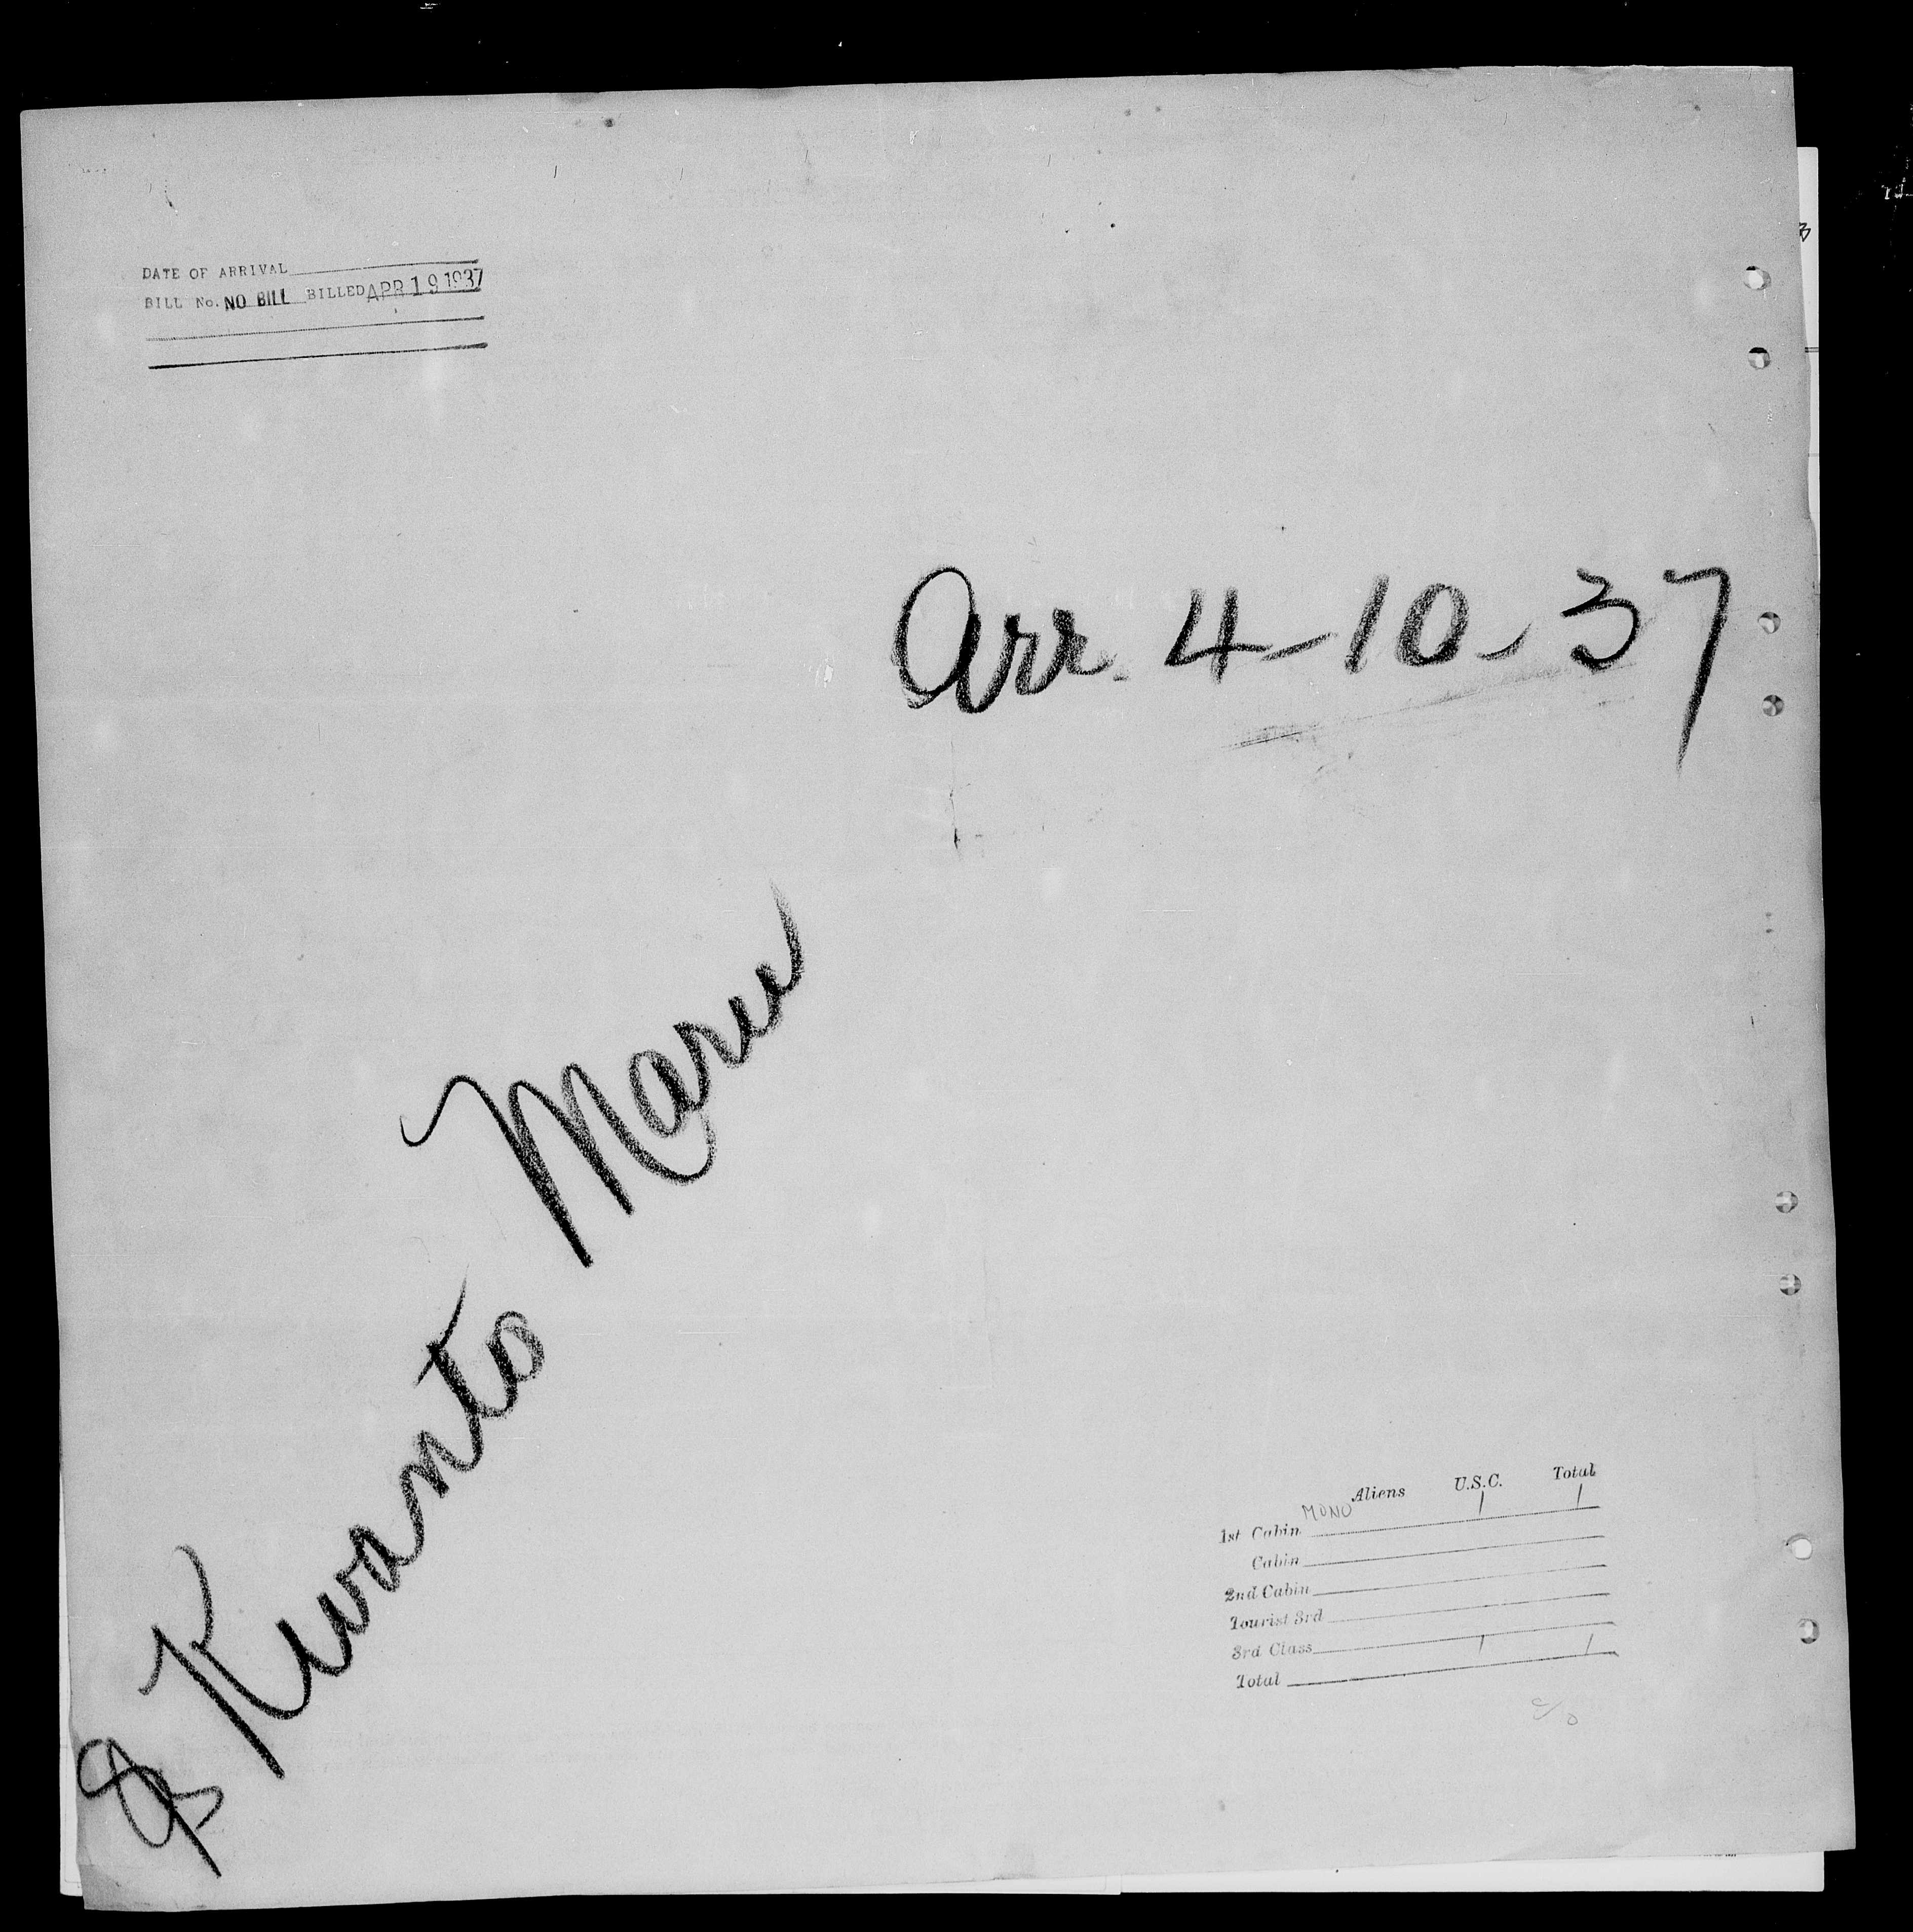 DATE OF ARRIVAL
BILL No. NO BILL BILLED APR 19 1937
Arr. 4-10-37
Kwanto Maru
Aliens U.S.C. Total
1st Cabin MONO 1 1
Cabin
2nd Cabin
Tourist 3rd
3rd Class 1 1
Total